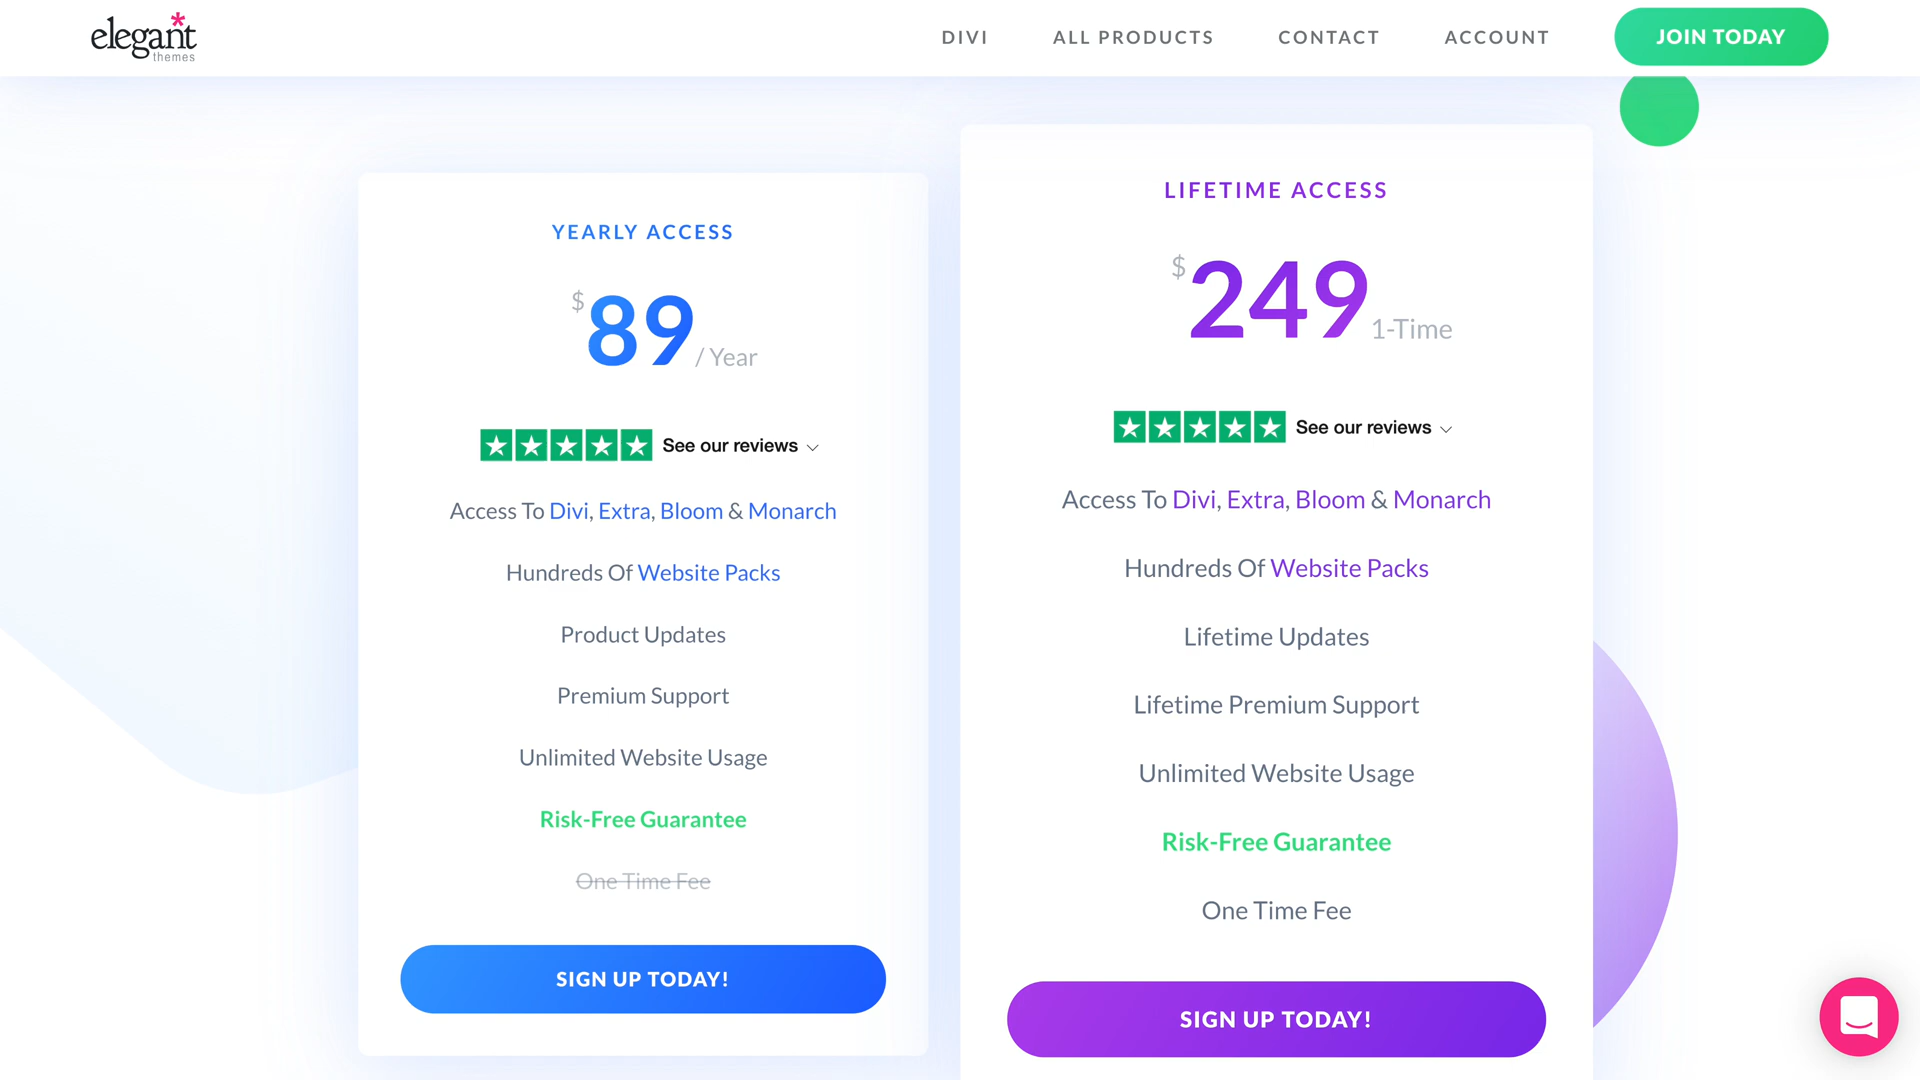 elegant
themes
DIVI
ALL PRODUCTS
CONTACT
ACCOUNT
JOIN TODAY
YEARLY ACCESS
$89/ Year
See our reviews
Access To Divi, Extra, Bloom & Monarch
Hundreds Of Website Packs
Product Updates
Premium Support
Unlimited Website Usage
Risk-Free Guarantee
One Time Fee
SIGN UP TODAY!
LIFETIME ACCESS
$249 1-Time
See our reviews
Access To Divi, Extra, Bloom & Monarch
Hundreds Of Website Packs
Lifetime Updates
Lifetime Premium Support
Unlimited Website Usage
Risk-Free Guarantee
One Time Fee
SIGN UP TODAY!